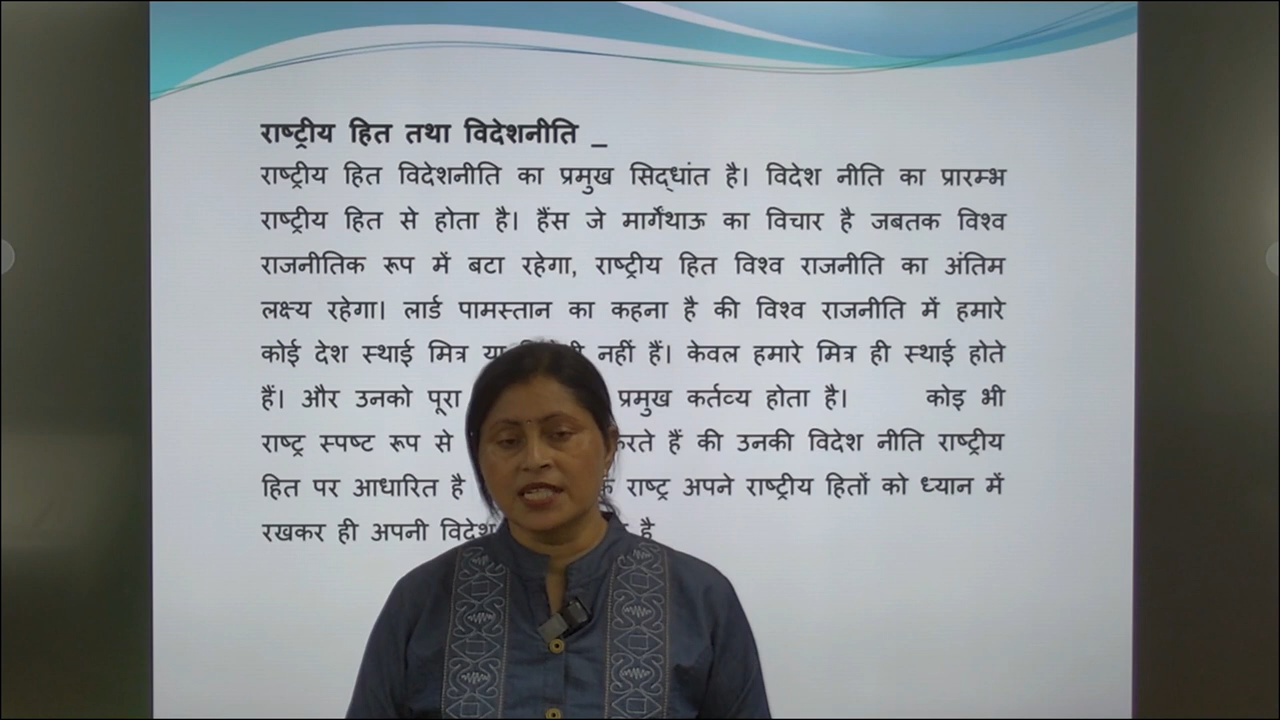 राष्ट्रीय हित तथा विदेशनीति _
राष्ट्रीय हित विदेशनीति का प्रमुख सिद्धांत है। विदेश नीति का प्रारम्भ
राष्ट्रीय हित से होता है। हैंस जे मार्गेंथाऊ का विचार है जबतक विश्व
राजनीतिक रूप में बटा रहेगा, राष्ट्रीय हित विश्व राजनीति का अंतिम
लक्ष्य रहेगा। लार्ड पामस्तान का कहना है की विश्व राजनीति में हमारे
कोई देश स्थाई मित्र या नहीं हैं। केवल हमारे मित्र ही स्थाई होते
हैं। और उनको पूरा प्रमुख कर्तव्य होता है। कोइ भी
राष्ट्र स्पष्ट रूप से करते हैं की उनकी विदेश नीति राष्ट्रीय
हित पर आधारित है राष्ट्र अपने राष्ट्रीय हितों को ध्यान में
रखकर ही अपनी विदेश है